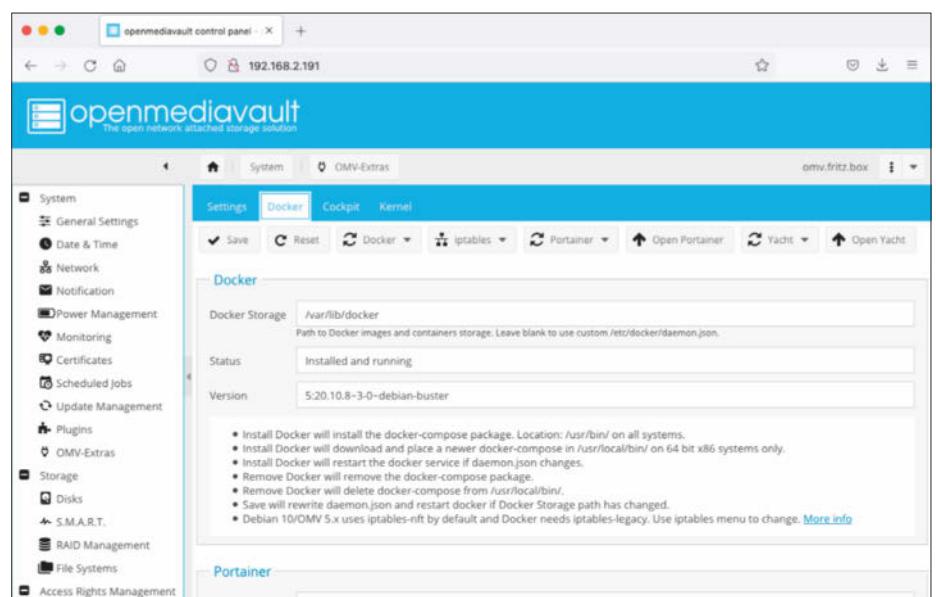 openmediavault control panel - 
192.168.2.191
openmediavault
The open network attached storage solution
System
OMV-Extras
omv.fritz.box
System
General Settings
Date & Time
Network
Notification
Power Management
Monitoring
Certificates
Scheduled Jobs
Update Management
Plugins
OMV-Extras
Storage
Disks
S.M.A.R.T.
RAID Management
File Systems
Access Rights Management
Settings Docker Cockpit Kernel
Save Reset Docker iptables Portainer Open Portainer Yacht Open Yacht
Docker
Docker Storage /var/lib/docker
Path to Docker images and containers storage. Leave blank to use custom /etc/docker/daemon.json.
Status Installed and running
Version 5:20.10.8~3-0~debian-buster
• Install Docker will install the docker-compose package. Location: /usr/bin/ on all systems.
• Install Docker will download and place a newer docker-compose in /usr/local/bin/ on 64 bit x86 systems only.
• Install Docker will restart the docker service if daemon.json changes.
• Remove Docker will remove the docker-compose package.
• Remove Docker will delete docker-compose from /usr/local/bin/.
• Save will rewrite daemon.json and restart docker if Docker Storage path has changed.
• Debian 10/OMV 5.x uses iptables-nft by default and Docker needs iptables-legacy. Use iptables menu to change. More info
Portainer